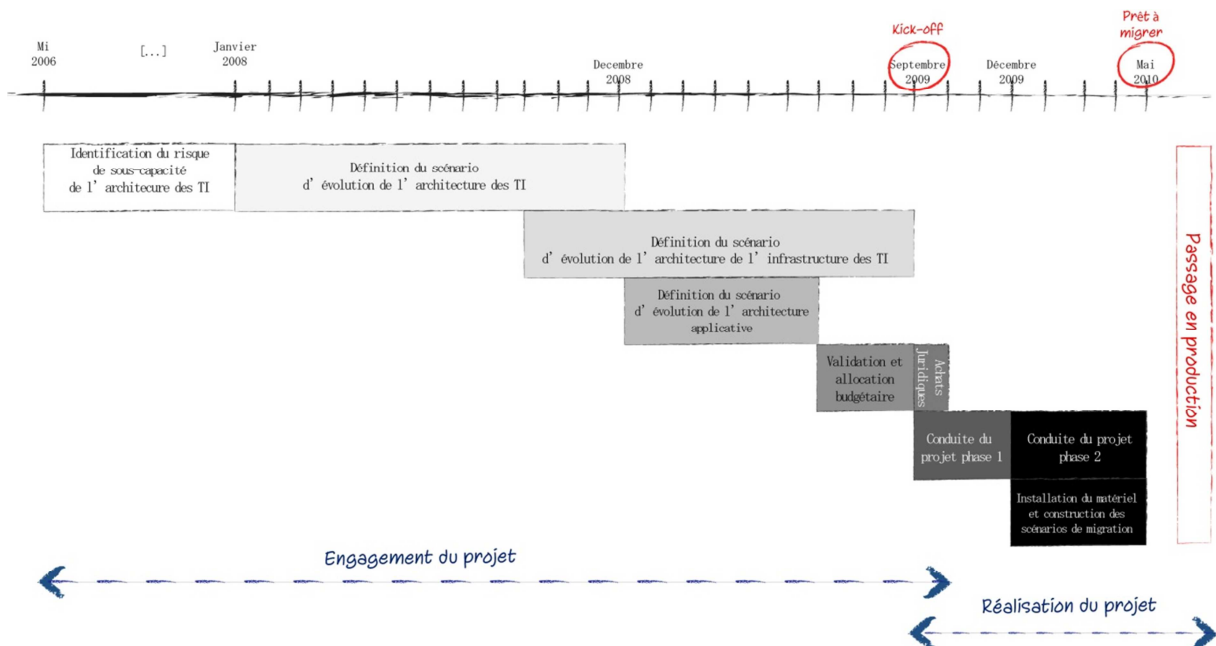 Kick-off
Prêt à
migrer
Mi
2006
[...]
Janvier
2008
Decembre
2008
Septembre
2009
Décembre
2009
Mai
2010
Identification du risque
de sous-capacité
de l’architecure des TI
Définition du scénario
d’évolution de l’architecture des TI
Définition du scénario
d’évolution de l’architecture de l’infrastructure des TI
Définition du scénario
d’évolution de l’architecture
applicative
Validation et
allocation
budgétaire
Achats
Juridiques
Conduite du
projet phase 1
Conduite du projet
phase 2
Installation du matériel
et construction des
scénarios de migration
Passage en production
Engagement du projet
Réalisation du projet